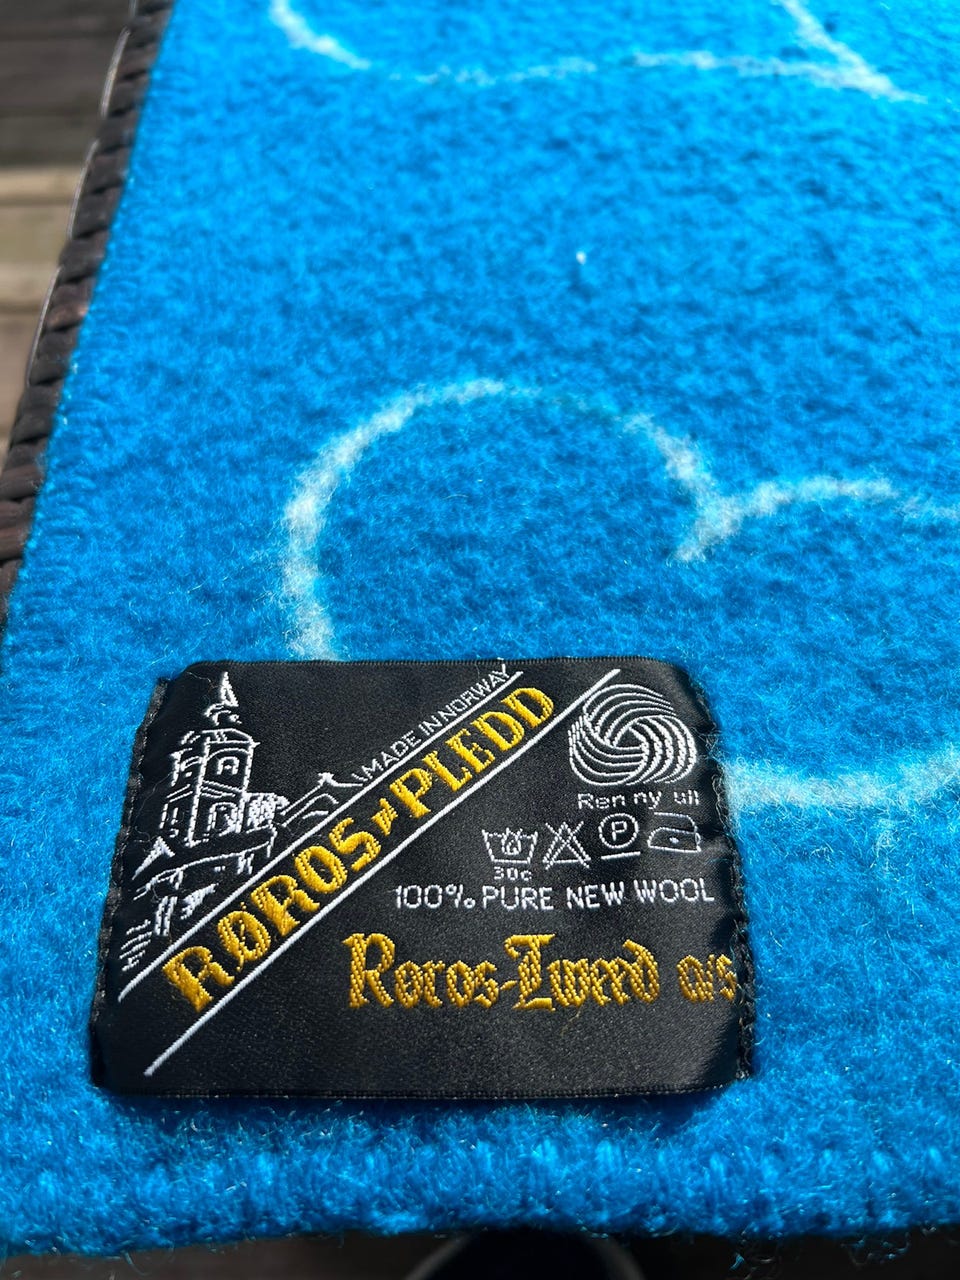 MADE IN NORWAY
RØROS-PLEDD
Ren ny ull
P
30c
100% PURE NEW WOOL
Røros-Tweed A/S